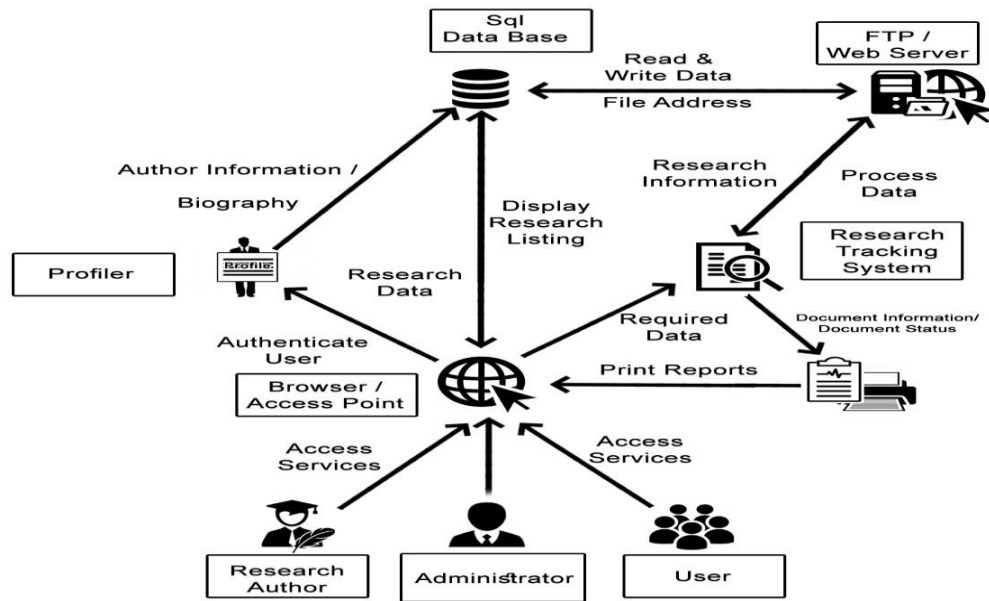 Sql
Data Base
FTP /
Web Server
Read &
Write Data
File Address
Author Information /
Biography
Research
Information
Process
Data
Display
Research
Listing
Profiler
Profile
Research
Data
Research
Tracking
System
Authenticate
User
Required
Data
Document Information/
Document Status
Browser /
Access Point
Print Reports
Access
Services
Access
Services
Research
Author
Administrator
User